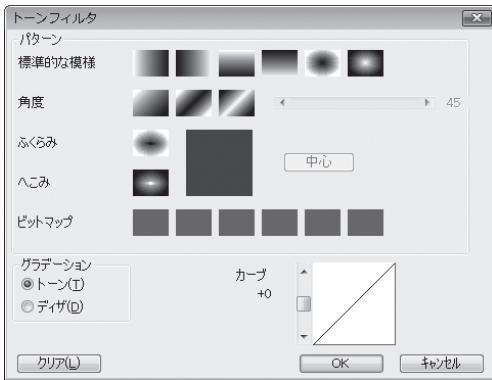 トーンフィルタ
パターン
標準的な模様
角度
45
ふくらみ
中心
へこみ
ビットマップ
グラデーション
トーン(T)
ディザ(D)
カーブ
+0
クリア(L)
OK
キャンセル